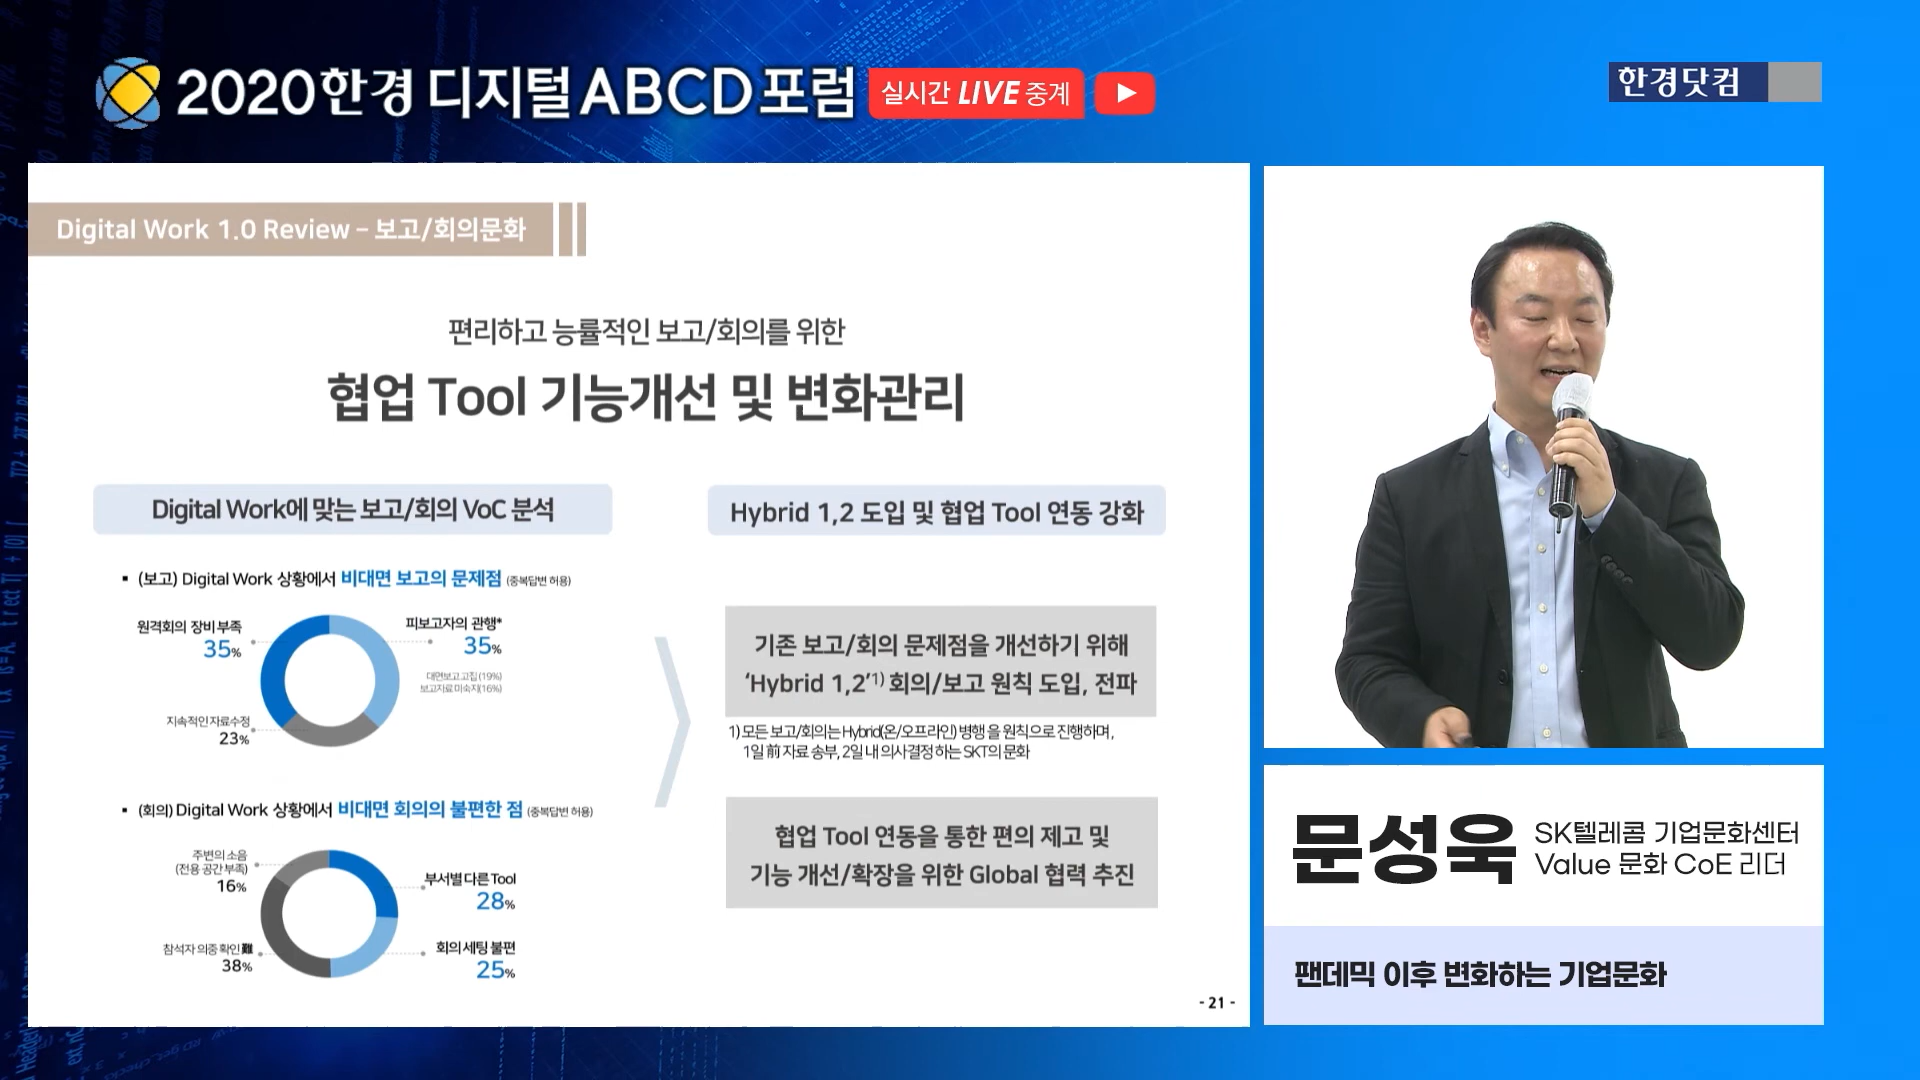 2020한경 디지털 ABCD포럼
실시간 LIVE 중계
한경닷컴
Digital Work 1.0 Review – 보고/회의문화
편리하고 능률적인 보고/회의를 위한
협업 Tool 기능개선 및 변화관리
Digital Work에 맞는 보고/회의 VoC 분석
▪ (보고) Digital Work 상황에서 비대면 보고의 문제점 (중복답변 허용)
원격회의 장비 부족
35%
피보고자의 관행*
35%
대면보고 고집(19%)
보고자료 미숙지(16%)
지속적인 자료수정
23%
▪ (회의) Digital Work 상황에서 비대면 회의의 불편한 점 (중복답변 허용)
주변의 소음
(전용 공간 부족)
16%
부서별 다른 Tool
28%
참석자 의중 확인 難
38%
회의 세팅 불편
25%
Hybrid 1,2 도입 및 협업 Tool 연동 강화
기존 보고/회의 문제점을 개선하기 위해
‘Hybrid 1,2’1) 회의/보고 원칙 도입, 전파
1) 모든 보고/회의는 Hybrid(온/오프라인) 병행 을 원칙으로 진행하며,
1일 前 자료 송부, 2일 내 의사결정 하는 SKT의 문화
협업 Tool 연동을 통한 편의 제고 및
기능 개선/확장을 위한 Global 협력 추진
- 21 -
문성욱
SK텔레콤 기업문화센터
Value 문화 CoE 리더
팬데믹 이후 변화하는 기업문화